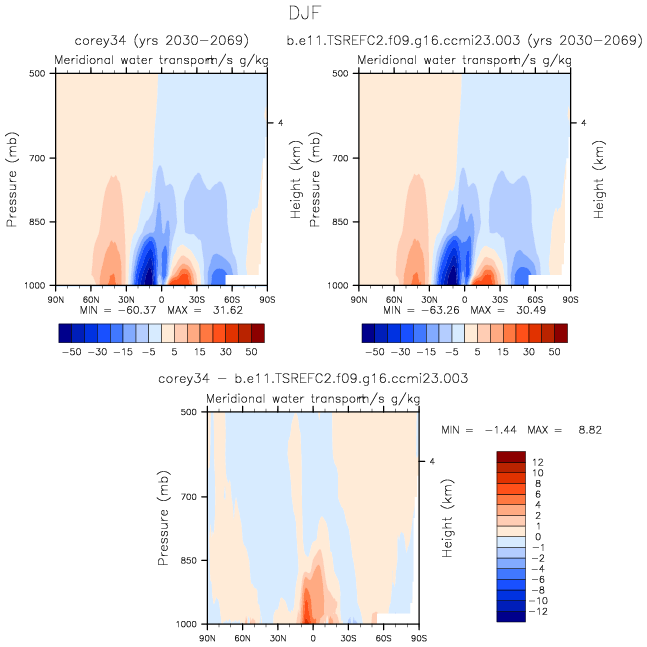 DJF
corey34 (yrs 2030-2069)
b.e11.TSREFC2.f09.g16.ccmi23.003 (yrs 2030-2069)
Meridional water transport m/s g/kg
Meridional water transport m/s g/kg
500
700
850
1000
Pressure (mb)
4
Height (km)
90N 60N 30N 0 30S 60S 90S
MIN = -60.37 MAX = 31.62
-50 -30 -15 -5 5 15 30 50
500
700
850
1000
Pressure (mb)
4
Height (km)
90N 60N 30N 0 30S 60S 90S
MIN = -63.26 MAX = 30.49
-50 -30 -15 -5 5 15 30 50
corey34 - b.e11.TSREFC2.f09.g16.ccmi23.003
Meridional water transport m/s g/kg
500
700
850
1000
Pressure (mb)
4
Height (km)
90N 60N 30N 0 30S 60S 90S
MIN = -1.44 MAX = 8.82
12
10
8
6
4
2
1
0
-1
-2
-4
-6
-8
-10
-12